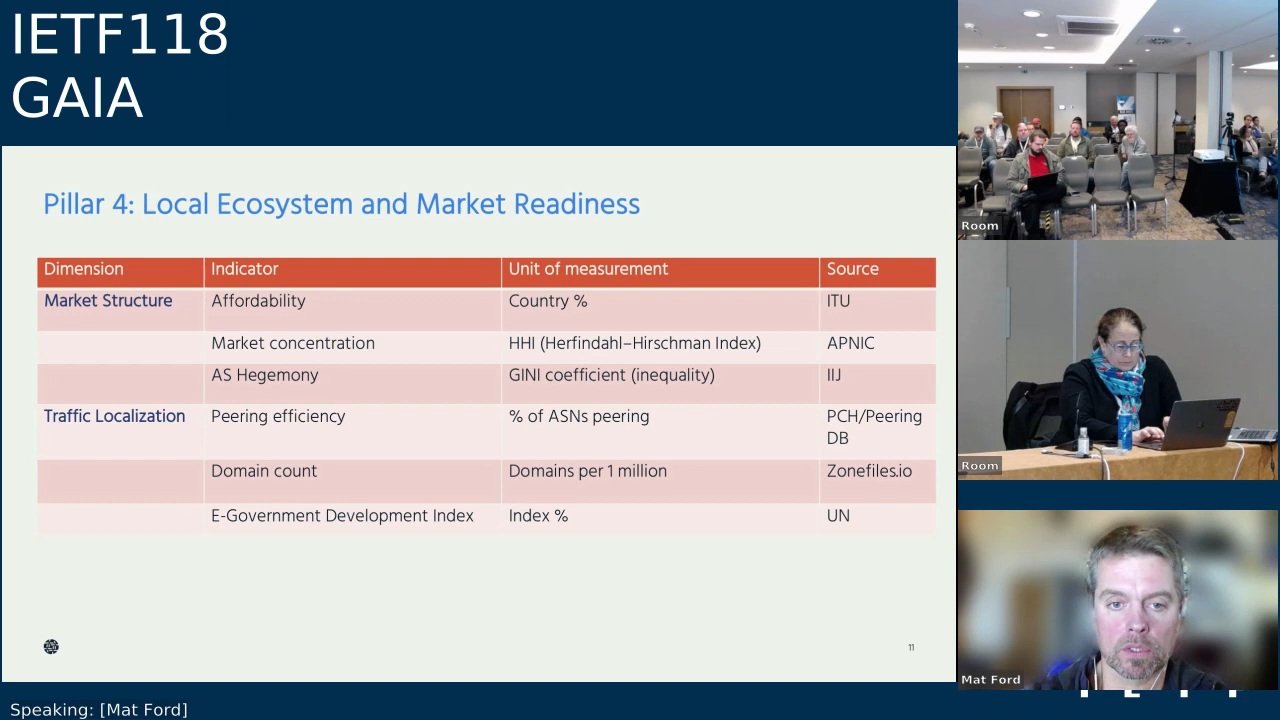 IETF118
GAIA
Pillar 4: Local Ecosystem and Market Readiness
Dimension Indicator Unit of measurement Source
Market Structure Affordability Country % ITU
Market concentration HHI (Herfindahl–Hirschman Index) APNIC
AS Hegemony GINI coefficient (inequality) IIJ
Traffic Localization Peering efficiency % of ASNs peering PCH/Peering
DB
Domain count Domains per 1 million Zonefiles.io
E-Government Development Index Index % UN
11
Room
Room
Mat Ford
Speaking: [Mat Ford]